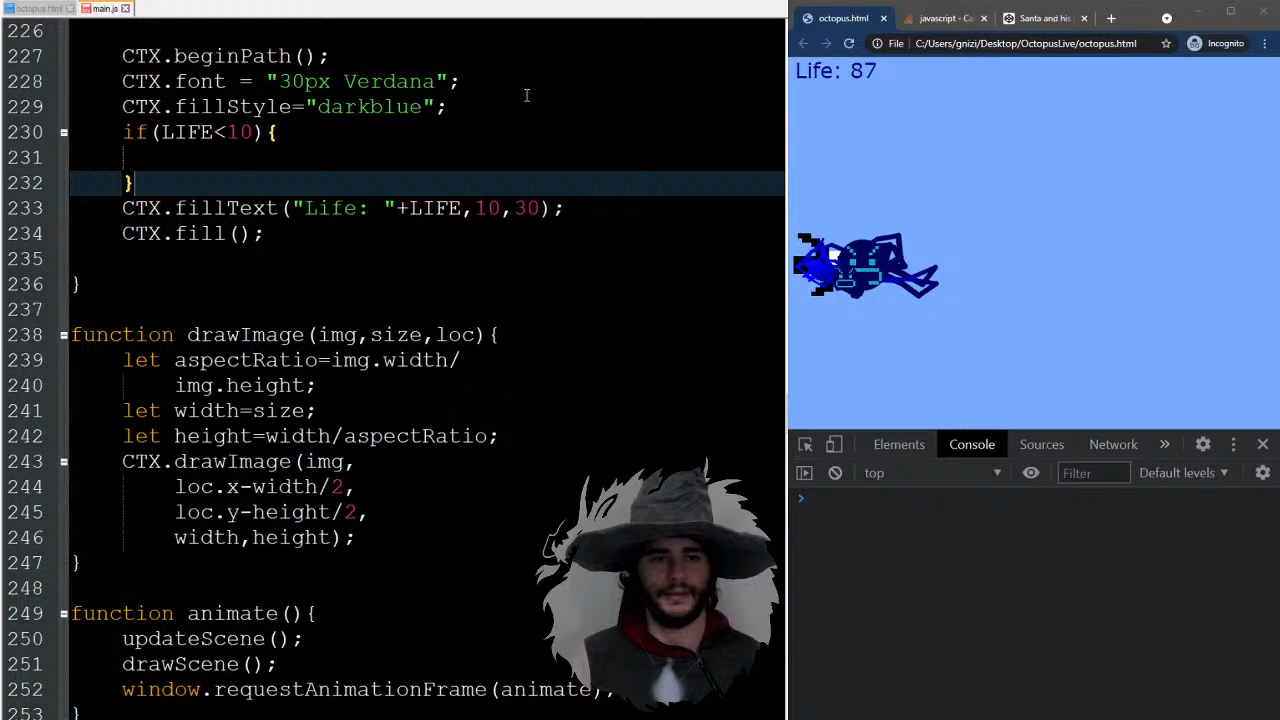 octopus.html
main.js
226
227 CTX.beginPath();
228 CTX.font = "30px Verdana";
229 CTX.fillStyle="darkblue";
230 if(LIFE<10){
231
232 }
233 CTX.fillText("Life: "+LIFE,10,30);
234 CTX.fill();
235
236 }
237
238 function drawImage(img,size,loc){
239 let aspectRatio=img.width/
240 img.height;
241 let width=size;
242 let height=width/aspectRatio;
243 CTX.drawImage(img,
244 loc.x-width/2,
245 loc.y-height/2,
246 width,height);
247 }
248
249 function animate(){
250 updateScene();
251 drawScene();
252 window.requestAnimationFrame(animate);
253 }
octopus.html
javascript - Ca
Santa and his
File C:/Users/gnizi/Desktop/OctopusLive/octopus.html Incognito
Life: 87
Elements Console Sources Network
top Filter Default levels